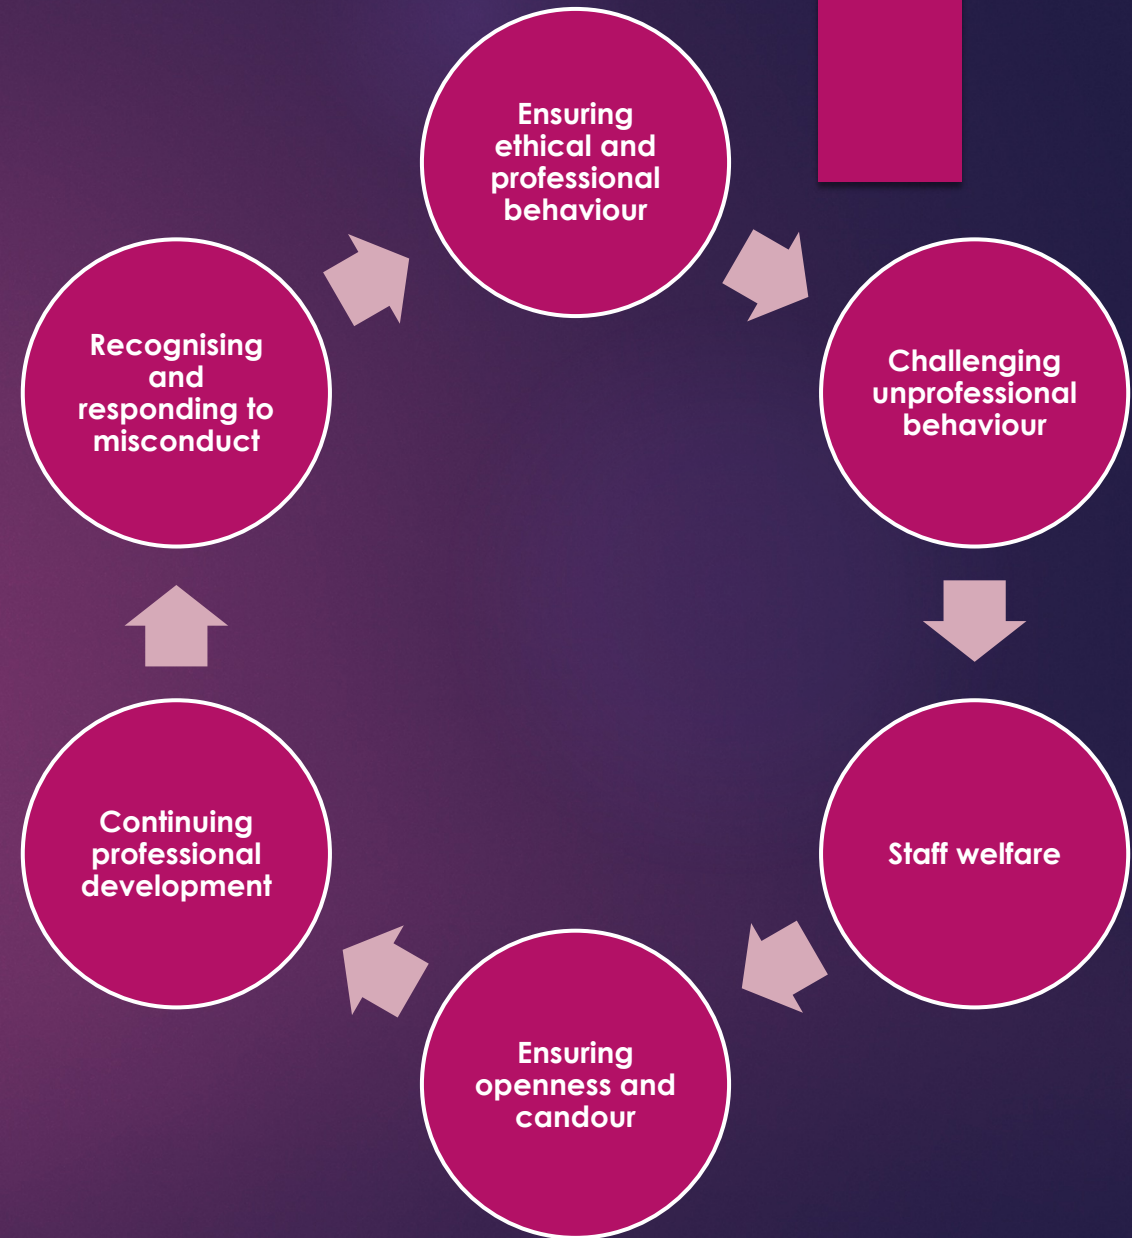 Ensuring
ethical and
professional
behaviour
Challenging
unprofessional
behaviour
Staff welfare
Ensuring
openness and
candour
Continuing
professional
development
Recognising
and
responding to
misconduct